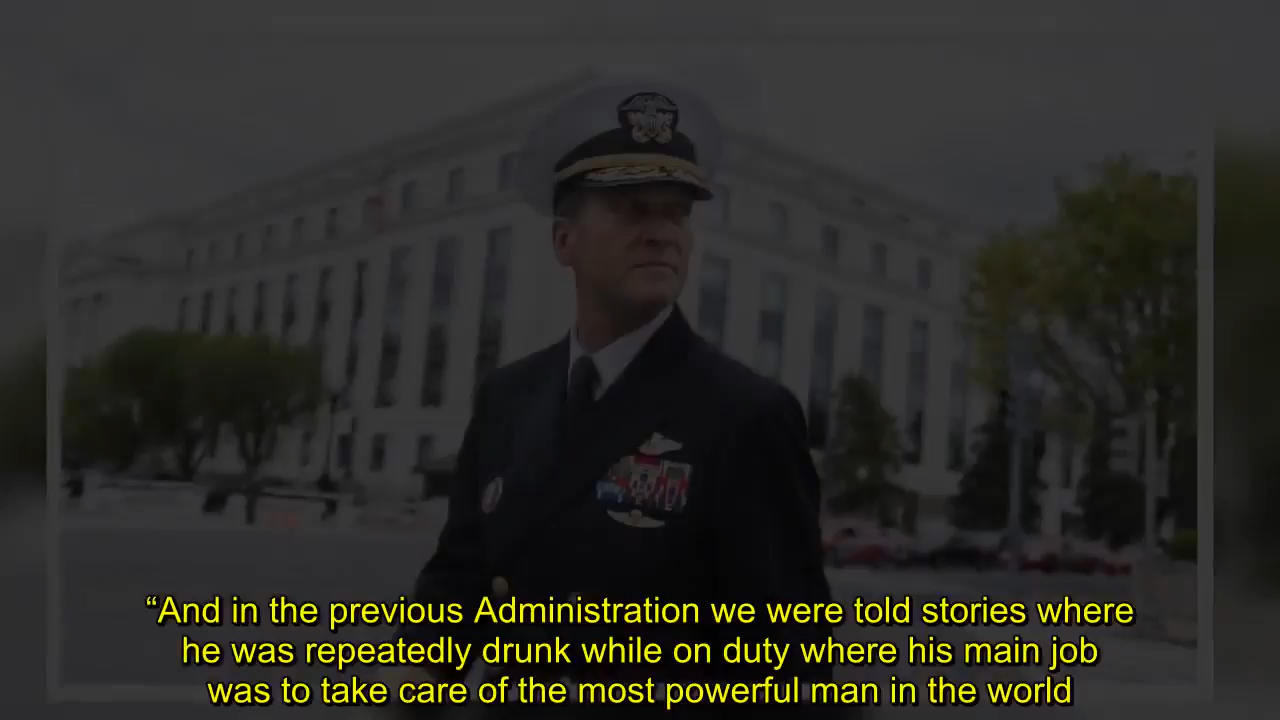 “And in the previous Administration we were told stories where
he was repeatedly drunk while on duty where his main job
was to take care of the most powerful man in the world